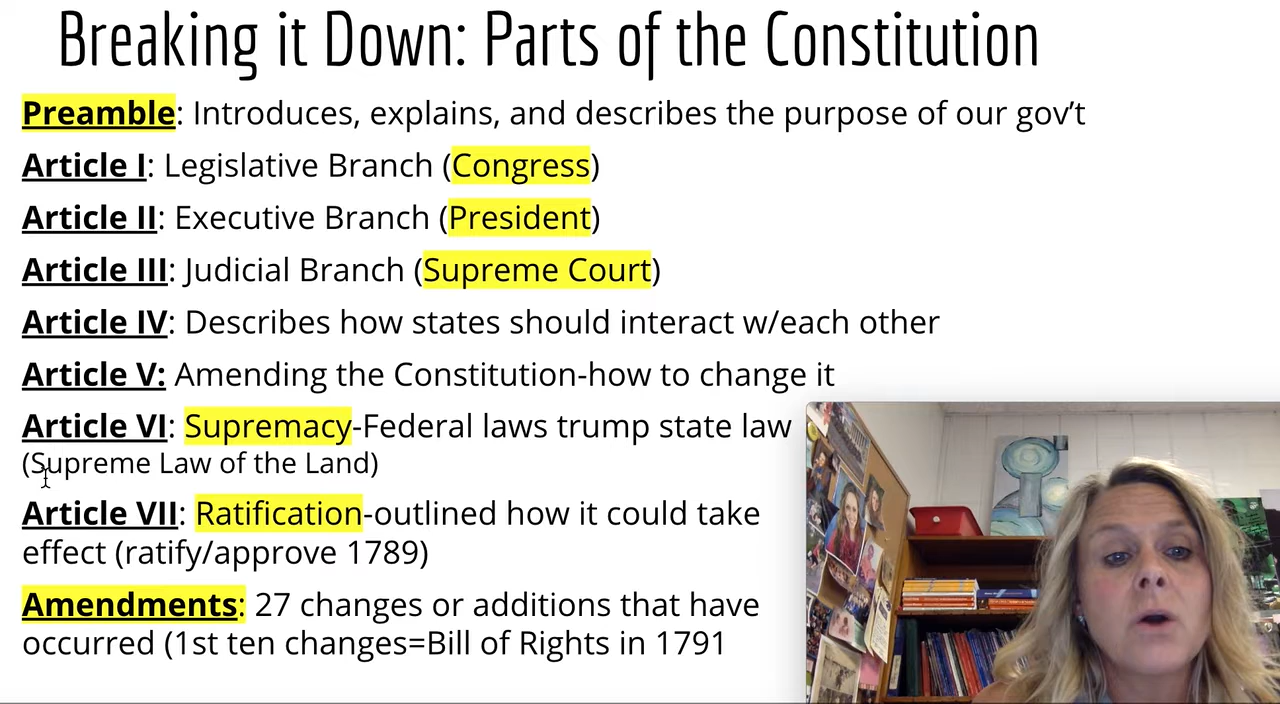 Breaking it Down: Parts of the Constitution
Preamble: Introduces, explains, and describes the purpose of our gov’t
Article I: Legislative Branch (Congress)
Article II: Executive Branch (President)
Article III: Judicial Branch (Supreme Court)
Article IV: Describes how states should interact w/each other
Article V: Amending the Constitution-how to change it
Article VI: Supremacy-Federal laws trump state law
(Supreme Law of the Land)
Article VII: Ratification-outlined how it could take
effect (ratify/approve 1789)
Amendments: 27 changes or additions that have
occurred (1st ten changes=Bill of Rights in 1791